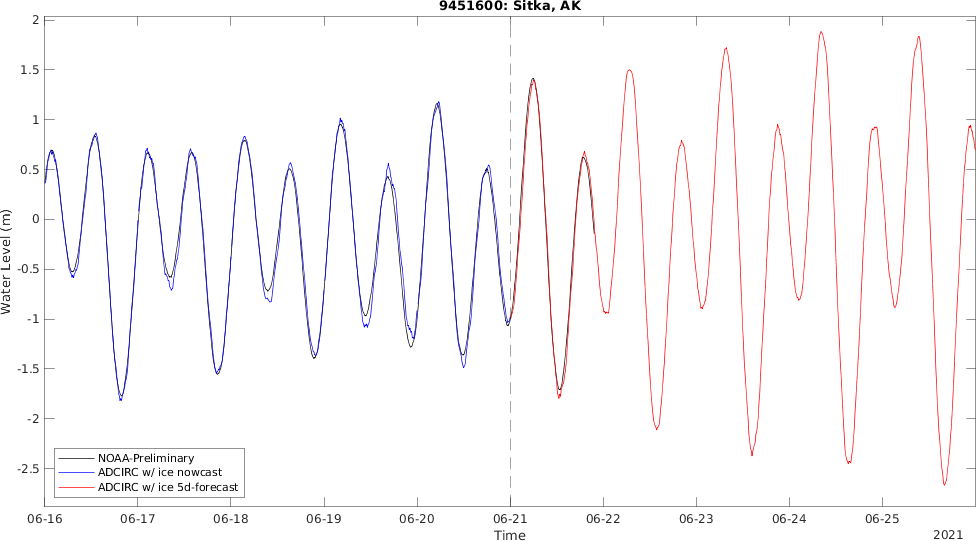 9451600: Sitka, AK
2
1.5
1
0.5
0
-0.5
-1
-1.5
-2
-2.5
Water Level (m)
NOAA-Preliminary
ADCIRC w/ ice nowcast
ADCIRC w/ ice 5d-forecast
06-16 06-17 06-18 06-19 06-20 06-21 06-22 06-23 06-24 06-25
Time
2021